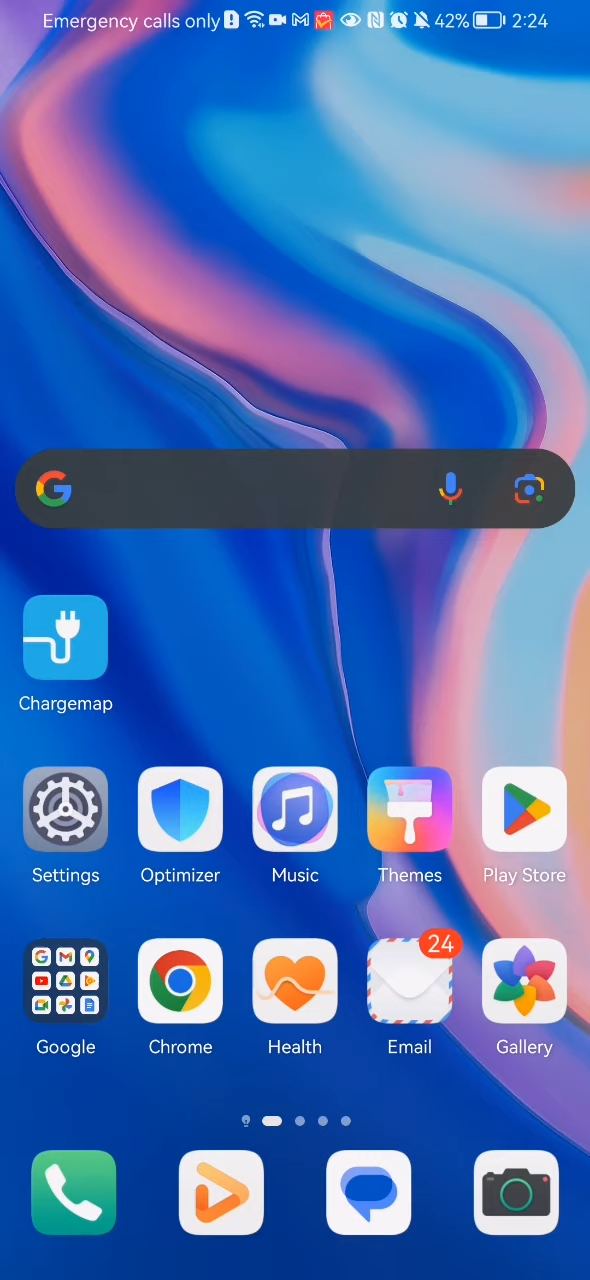 Emergency calls only 42% 2:24
Chargemap
Settings Optimizer Music Themes Play Store
24
Google Chrome Health Email Gallery